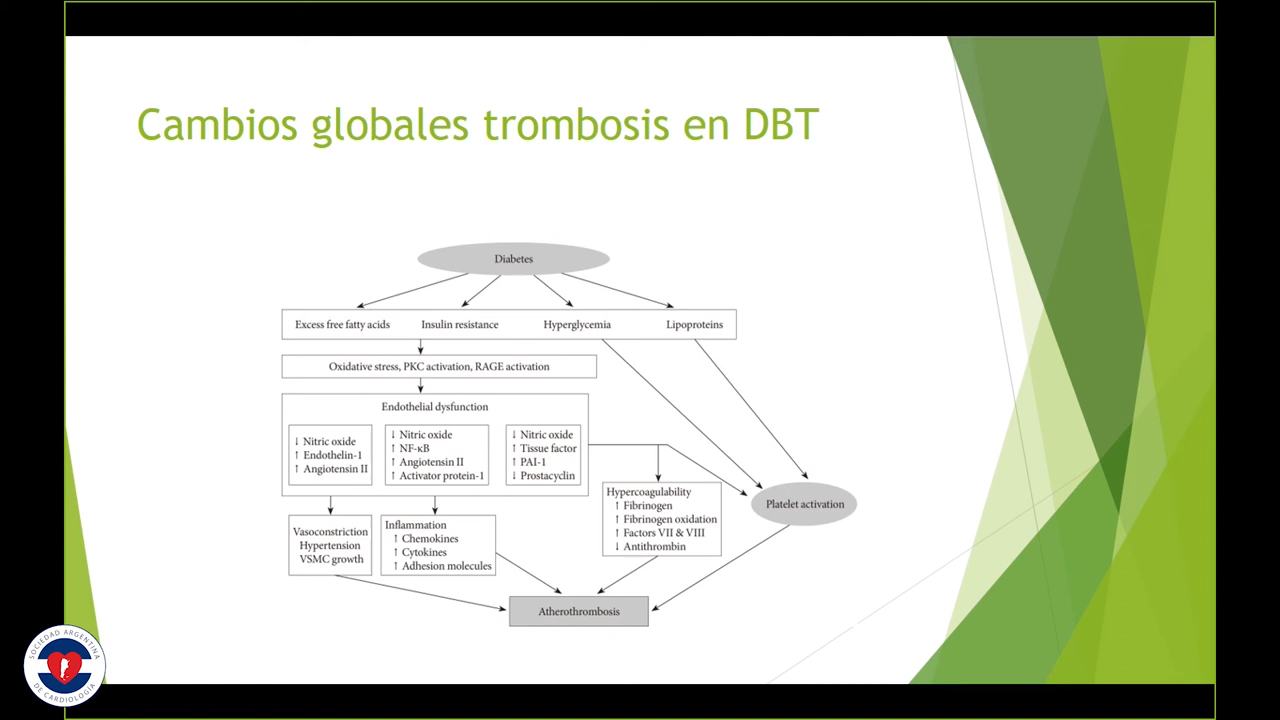 Cambios globales trombosis en DBT
Diabetes
Excess free fatty acids
Insulin resistance
Hyperglycemia
Lipoproteins
Oxidative stress, PKC activation, RAGE activation
Endothelial dysfunction
↓ Nitric oxide
↑ Endothelin-1
↑ Angiotensin II
↓ Nitric oxide
↑ NF-κB
↑ Angiotensin II
↑ Activator protein-1
↓ Nitric oxide
↑ Tissue factor
↑ PAI-1
↓ Prostacyclin
Vasoconstriction
Hypertension
VSMC growth
Inflammation
↑ Chemokines
↑ Cytokines
↑ Adhesion molecules
Hypercoagulability
↑ Fibrinogen
↑ Fibrinogen oxidation
↑ Factors VII & VIII
↓ Antithrombin
Platelet activation
Atherothrombosis
SOCIEDAD ARGENTINA
DE CARDIOLOGÍA